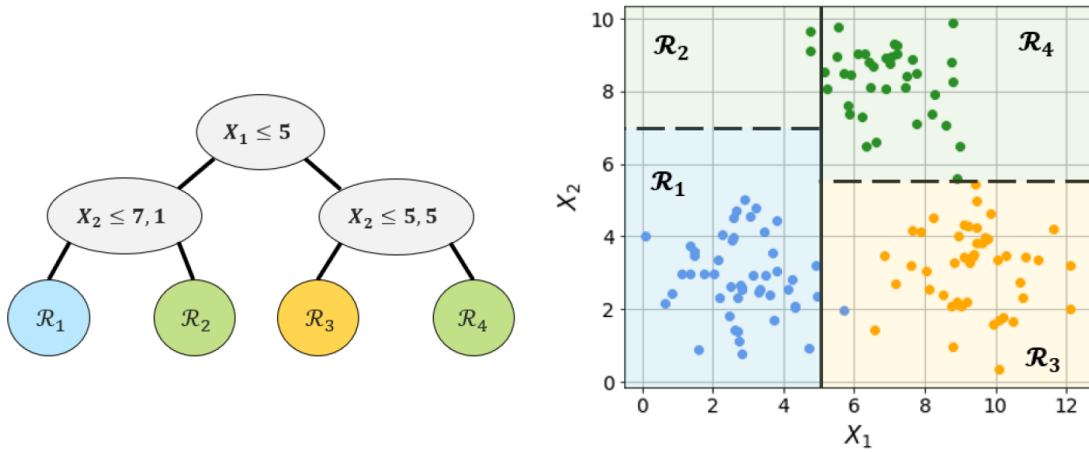 X₁ ≤ 5
X₂ ≤ 7,1
X₂ ≤ 5,5
ℛ₁
ℛ₂
ℛ₃
ℛ₄
10
8
6
4
2
0
X₂
ℛ₂
ℛ₄
ℛ₁
ℛ₃
0
2
4
6
8
10
12
X₁